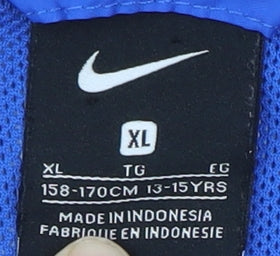 XL
XL TG EG
158-170CM 13-15YRS
MADE IN INDONESIA
FABRIQUE EN INDONESIE